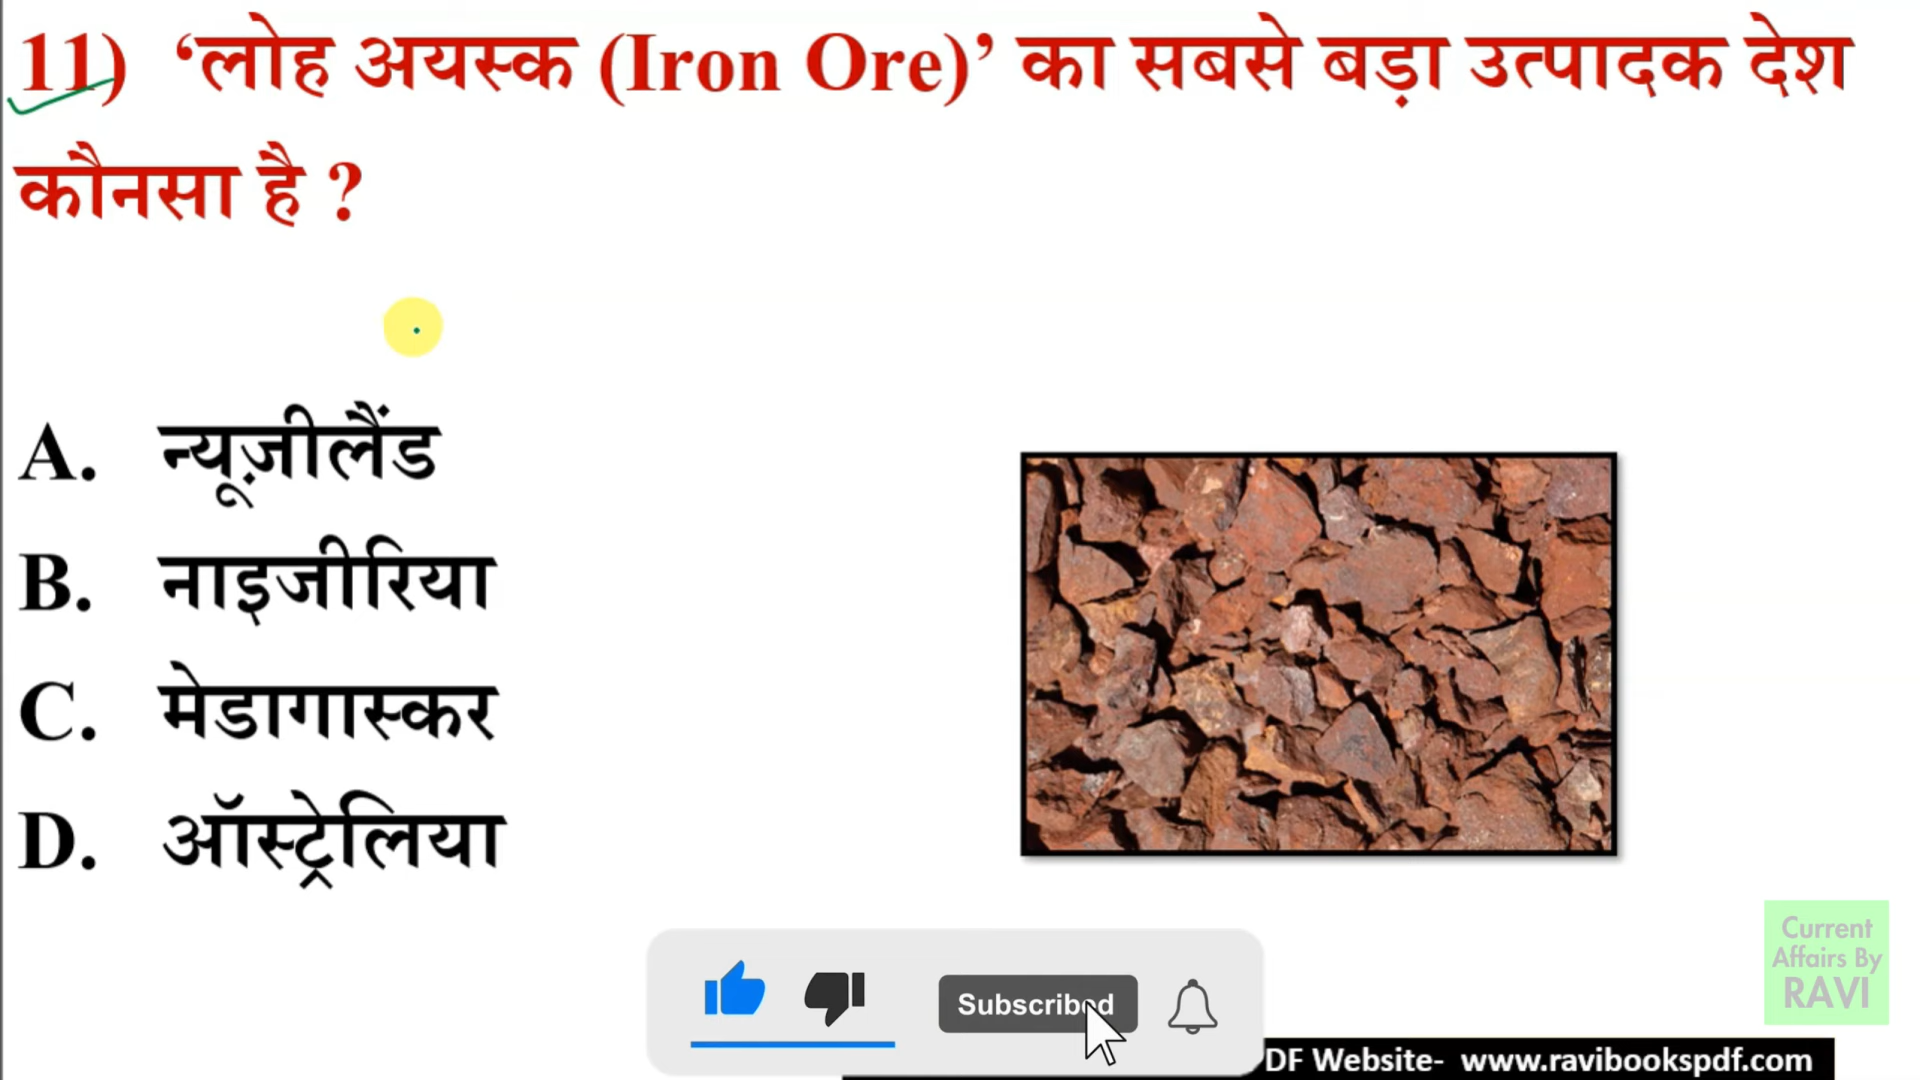 11) ‘लोह अयस्क (Iron Ore)’ का सबसे बड़ा उत्पादक देश
कौनसा है ?
A. न्यूज़ीलैंड
B. नाइजीरिया
C. मेडागास्कर
D. ऑस्ट्रेलिया
Current
Affairs By
RAVI
Subscribed
DF Website- www.ravibookspdf.com